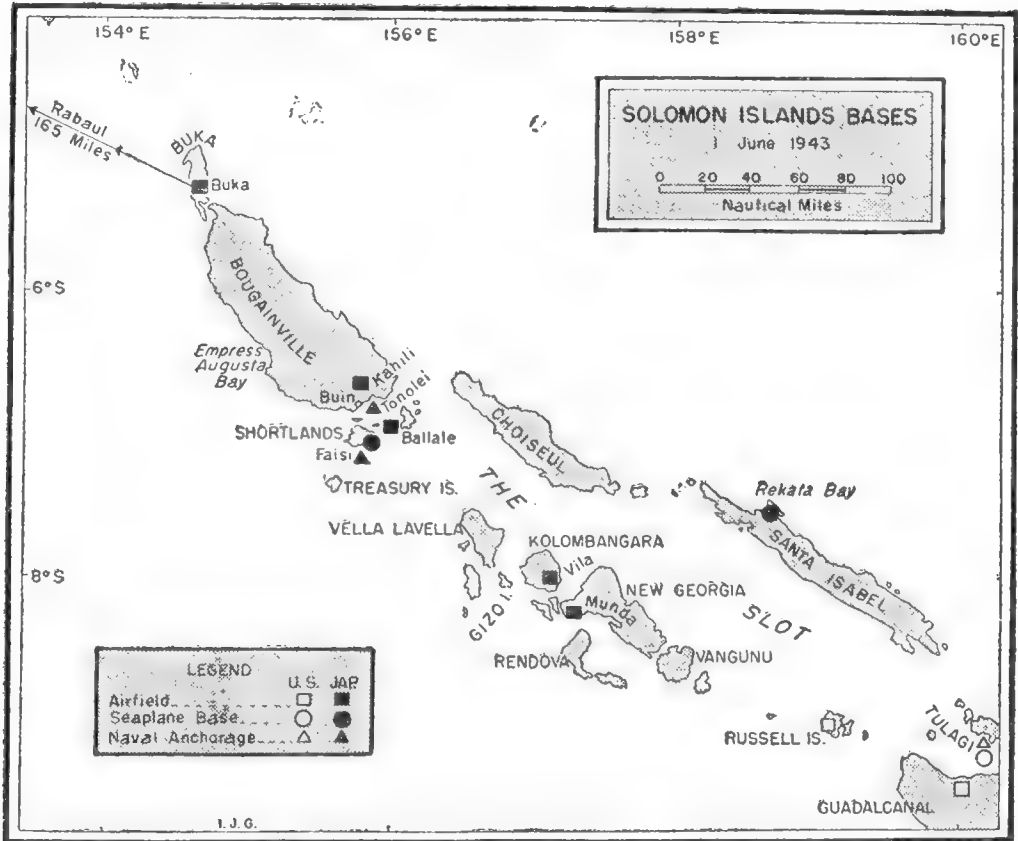 154°E 156°E 158°E 160°E
SOLOMON ISLANDS BASES
1 June 1943
0 20 40 60 80 100
Nautical Miles
Rabaul
165 Miles
BUKA
Buka
6°S
BOUGAINVILLE
Empress
Augusta
Bay
Kahili
Buin
Tonolei
SHORTLANDS
Ballale
Faisi
TREASURY IS.
CHOISEUL
THE
Rekata Bay
VELLA LAVELLA
KOLOMBANGARA
Vila
SANTA ISABEL
8°S
GIZO I.
NEW GEORGIA
Munda
SLOT
RENDOVA
VANGUNU
LEGEND
U.S. JAP.
Airfield
Seaplane Base
Naval Anchorage
RUSSELL IS.
TULAGI
GUADALCANAL
I.J.G.